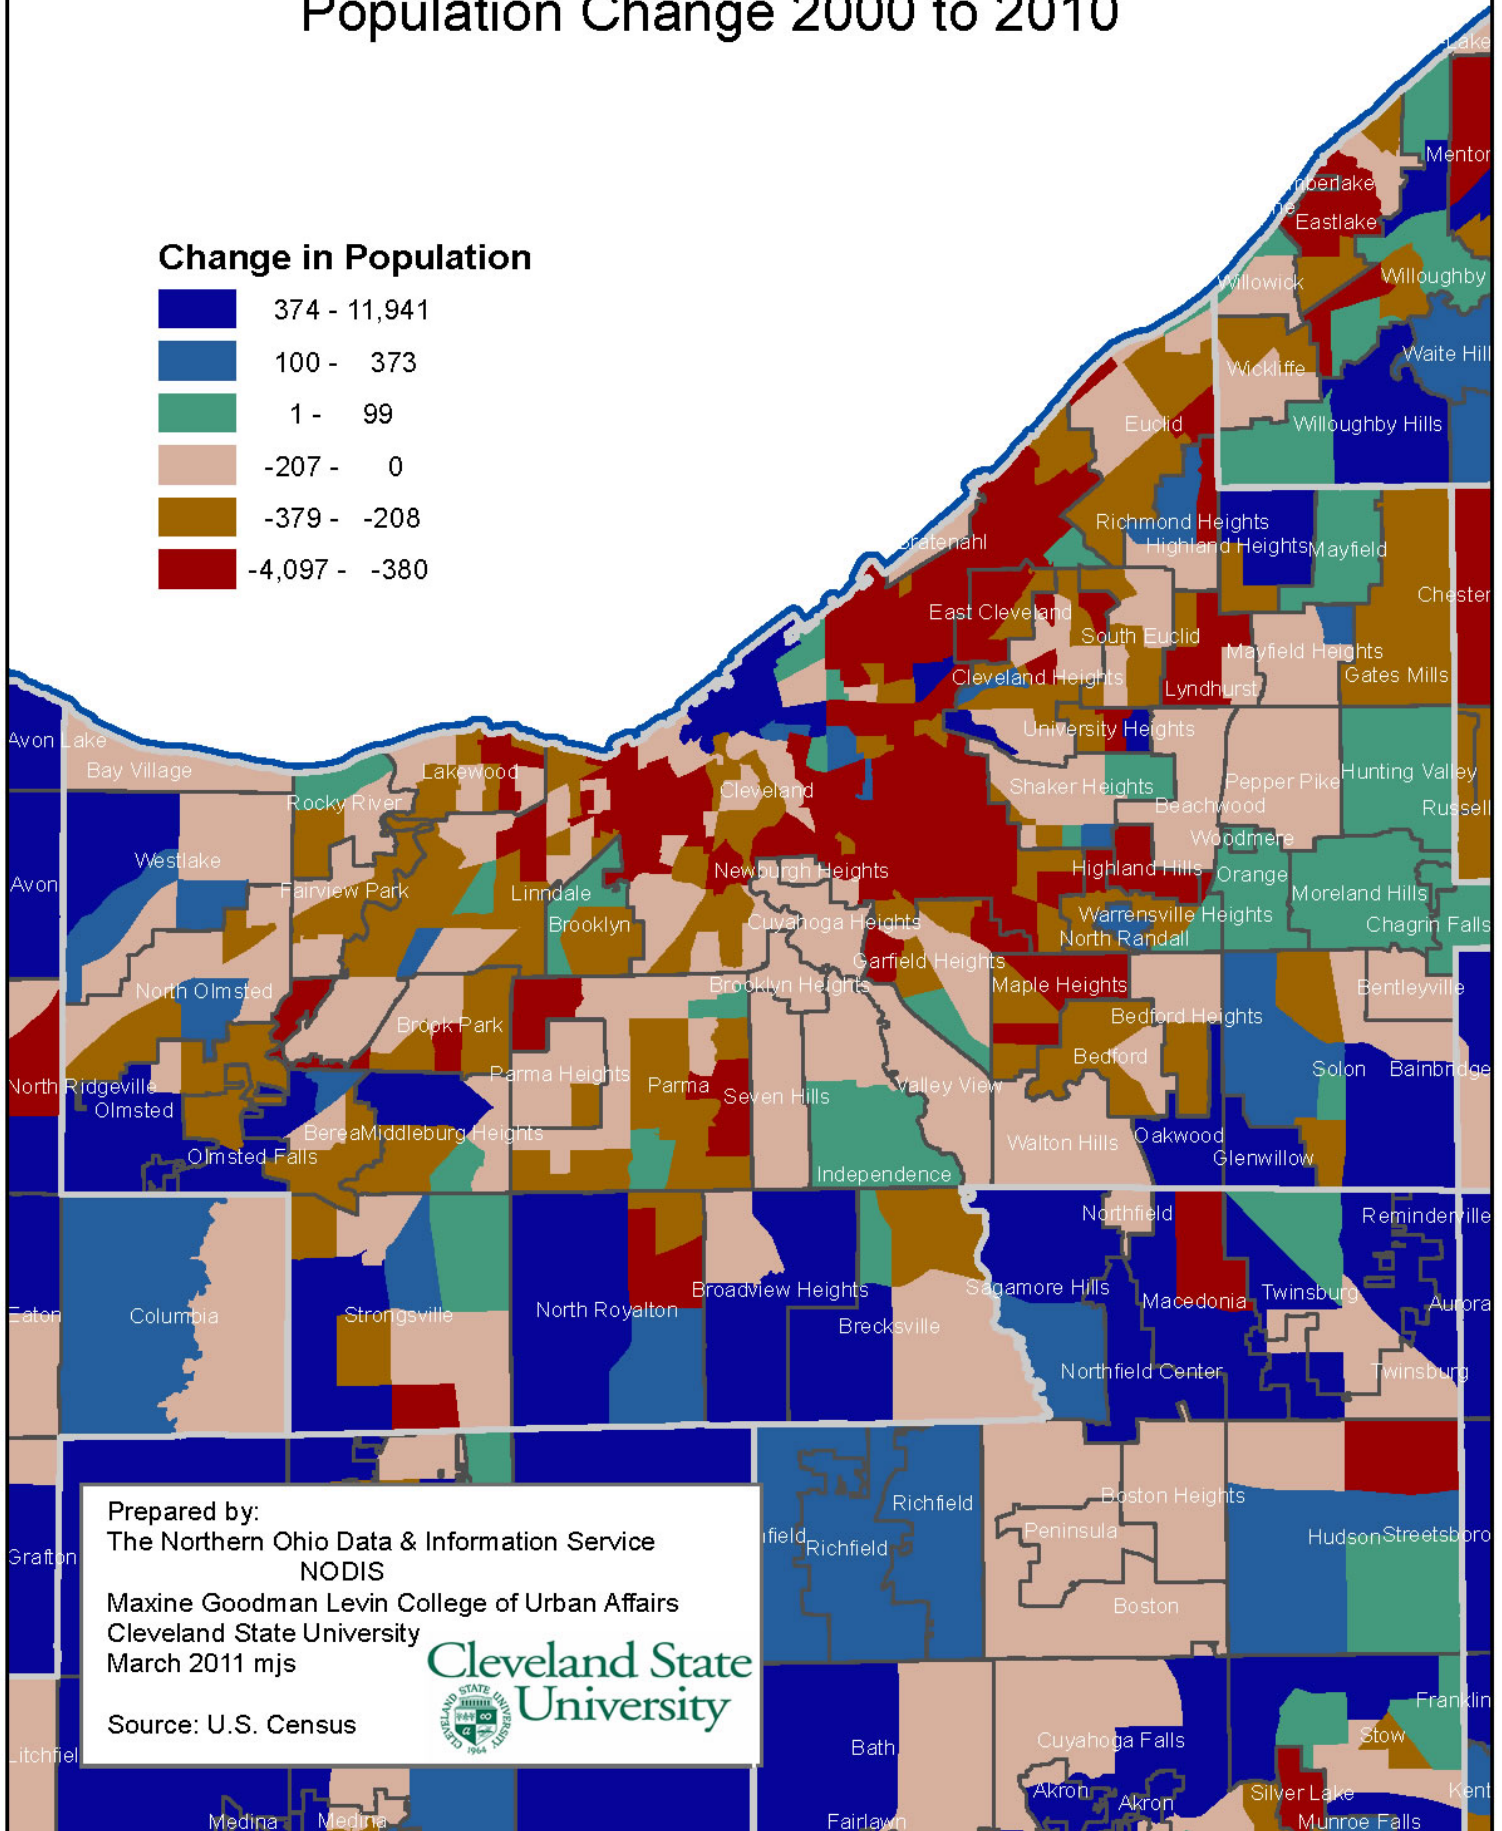 Population Change 2000 to 2010
Lake
Mentor
Timberlake
Eastlake
Willowick
Willoughby
Change in Population
374 - 11,941
100 - 373
1 - 99
-207 - 0
-379 - -208
-4,097 - -380
Waite Hill
Wickliffe
Euclid
Willoughby Hills
Richmond Heights
Bratenahl
Highland Heights
Mayfield
Chester
East Cleveland
South Euclid
Mayfield Heights
Cleveland Heights
Gates Mills
Lyndhurst
University Heights
Avon Lake
Bay Village
Lakewood
Hunting Valley
Pepper Pike
Shaker Heights
Cleveland
Rocky River
Beachwood
Russell
Woodmere
Westlake
Newburgh Heights
Highland Hills
Orange
Avon
Fairview Park
Linndale
Moreland Hills
Warrensville Heights
Brooklyn
Cuyahoga Heights
Chagrin Falls
North Randall
Garfield Heights
Brooklyn Heights
Maple Heights
Bentleyville
North Olmsted
Bedford Heights
Brook Park
Bedford
Parma Heights
Solon
Bainbridge
North Ridgeville
Parma
Valley View
Seven Hills
Olmsted
Berea
Middleburg Heights
Walton Hills
Oakwood
Olmsted Falls
Glenwillow
Independence
Northfield
Reminderville
Sagamore Hills
Broadview Heights
Twinsburg
Macedonia
Aurora
Eaton
Columbia
Strongsville
North Royalton
Brecksville
Northfield Center
Twinsburg
Boston Heights
Richfield
Peninsula
Hudson
Streetsboro
nfield
Richfield
Grafton
Boston
Prepared by:
The Northern Ohio Data & Information Service
NODIS
Maxine Goodman Levin College of Urban Affairs
Cleveland State University
March 2011 mjs
Source: U.S. Census
Cleveland State
University
CLEVELAND STATE UNIVERSITY
1964
Franklin
Stow
Cuyahoga Falls
Bath
Litchfiel
Akron
Akron
Silver Lake
Kent
Medina
Medina
Fairlawn
Munroe Falls